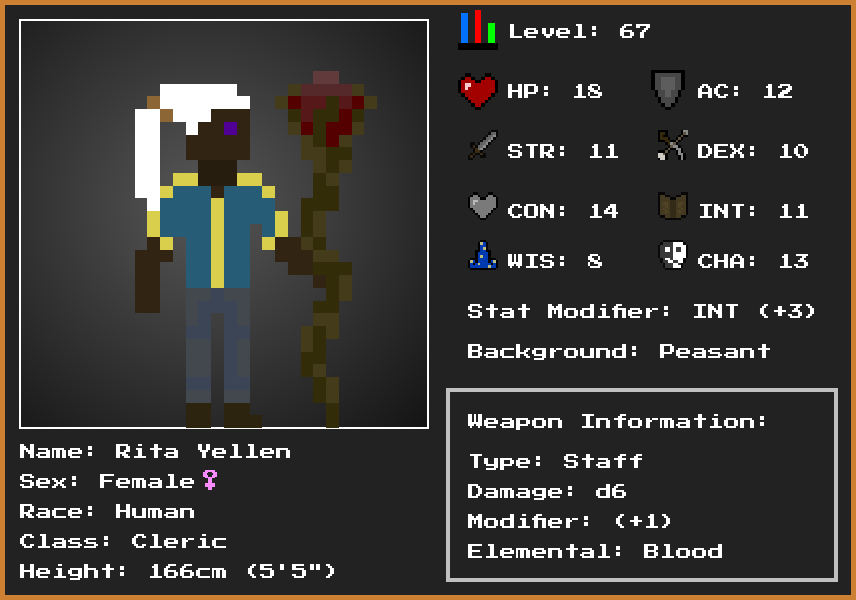 Level: 67
HP: 18
AC: 12
STR: 11
DEX: 10
CON: 14
INT: 11
WIS: 8
CHA: 13
Stat Modifier: INT (+3)
Background: Peasant
Weapon Information:
Type: Staff
Damage: d6
Modifier: (+1)
Elemental: Blood
Name: Rita Yellen
Sex: Female♀
Race: Human
Class: Cleric
Height: 166cm (5'5")